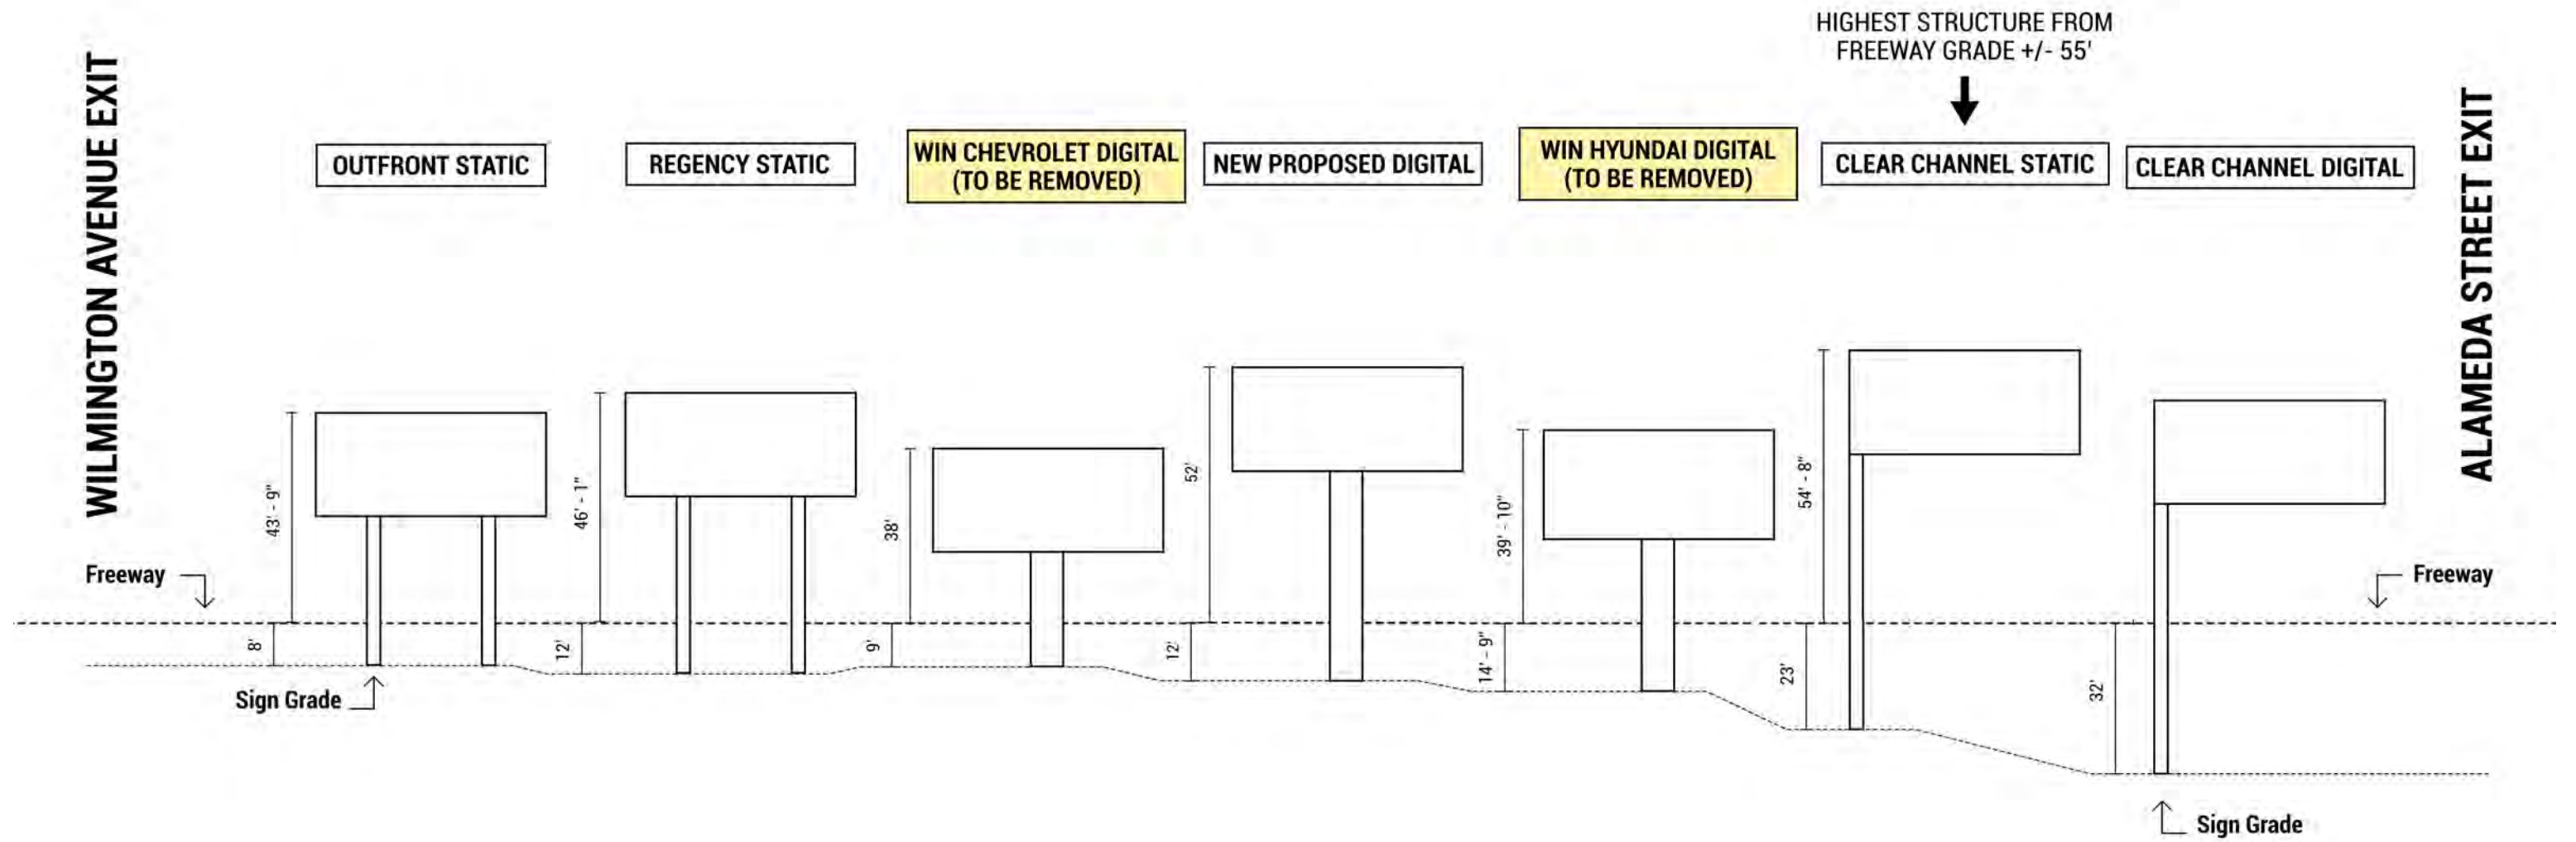 HIGHEST STRUCTURE FROM
FREEWAY GRADE +/- 55'
WILMINGTON AVENUE EXIT
OUTFRONT STATIC
REGENCY STATIC
WIN CHEVROLET DIGITAL
(TO BE REMOVED)
NEW PROPOSED DIGITAL
WIN HYUNDAI DIGITAL
(TO BE REMOVED)
CLEAR CHANNEL STATIC
CLEAR CHANNEL DIGITAL
ALAMEDA STREET EXIT
43' - 9"
46' - 1"
38'
52'
39' - 10"
54' - 8"
Freeway
Freeway
8'
12'
9'
12'
14' - 9"
23'
32'
Sign Grade
Sign Grade